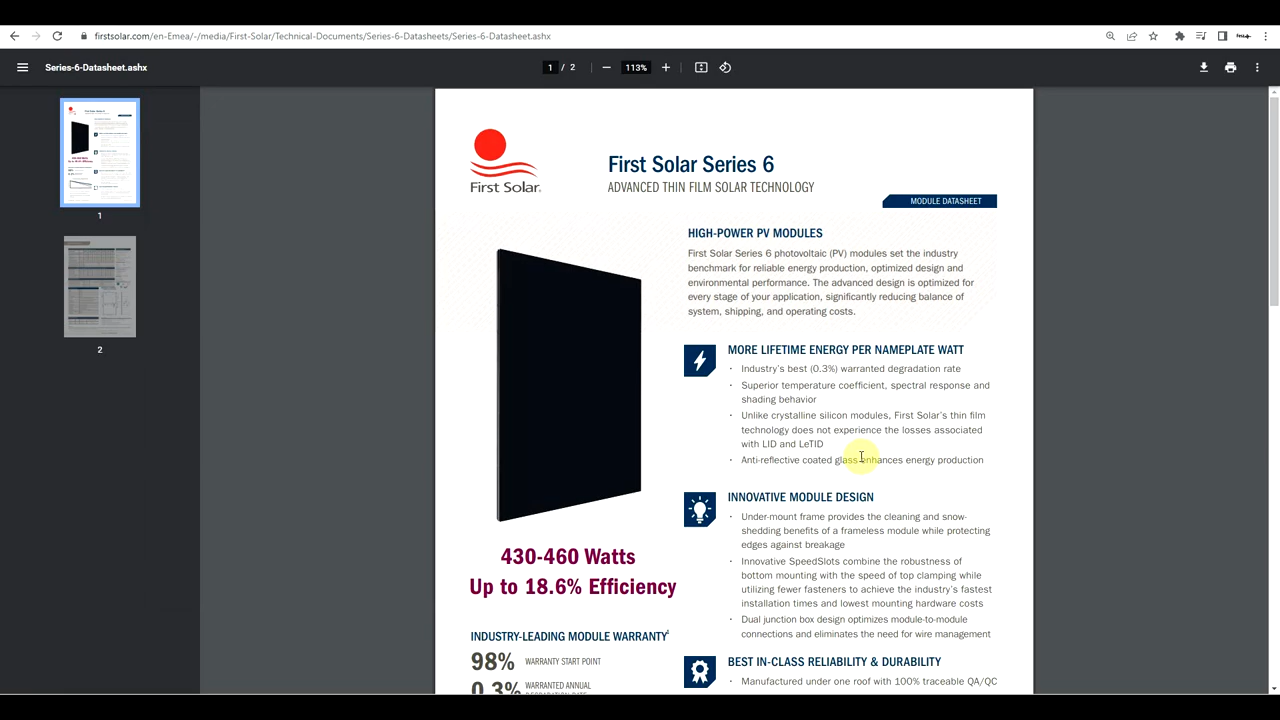 firstsolar.com/en-Emea/-/media/First-Solar/Technical-Documents/Series-6-Datasheets/Series-6-Datasheet.ashx
Series-6-Datasheet.ashx
1 / 2
113%
1
2
First Solar.
First Solar Series 6
ADVANCED THIN FILM SOLAR TECHNOLOGY
MODULE DATASHEET
HIGH-POWER PV MODULES
First Solar Series 6 photovoltaic (PV) modules set the industry
benchmark for reliable energy production, optimized design and
environmental performance. The advanced design is optimized for
every stage of your application, significantly reducing balance of
system, shipping, and operating costs.
MORE LIFETIME ENERGY PER NAMEPLATE WATT
· Industry's best (0.3%) warranted degradation rate
· Superior temperature coefficient, spectral response and
shading behavior
· Unlike crystalline silicon modules, First Solar's thin film
technology does not experience the losses associated
with LID and LeTID
· Anti-reflective coated glass enhances energy production
INNOVATIVE MODULE DESIGN
· Under-mount frame provides the cleaning and snow-
shedding benefits of a frameless module while protecting
edges against breakage
· Innovative SpeedSlots combine the robustness of
bottom mounting with the speed of top clamping while
utilizing fewer fasteners to achieve the industry's fastest
installation times and lowest mounting hardware costs
· Dual junction box design optimizes module-to-module
connections and eliminates the need for wire management
BEST IN-CLASS RELIABILITY & DURABILITY
· Manufactured under one roof with 100% traceable QA/QC
430-460 Watts
Up to 18.6% Efficiency
INDUSTRY-LEADING MODULE WARRANTY
98% WARRANTY START POINT
0.3% WARRANTED ANNUAL